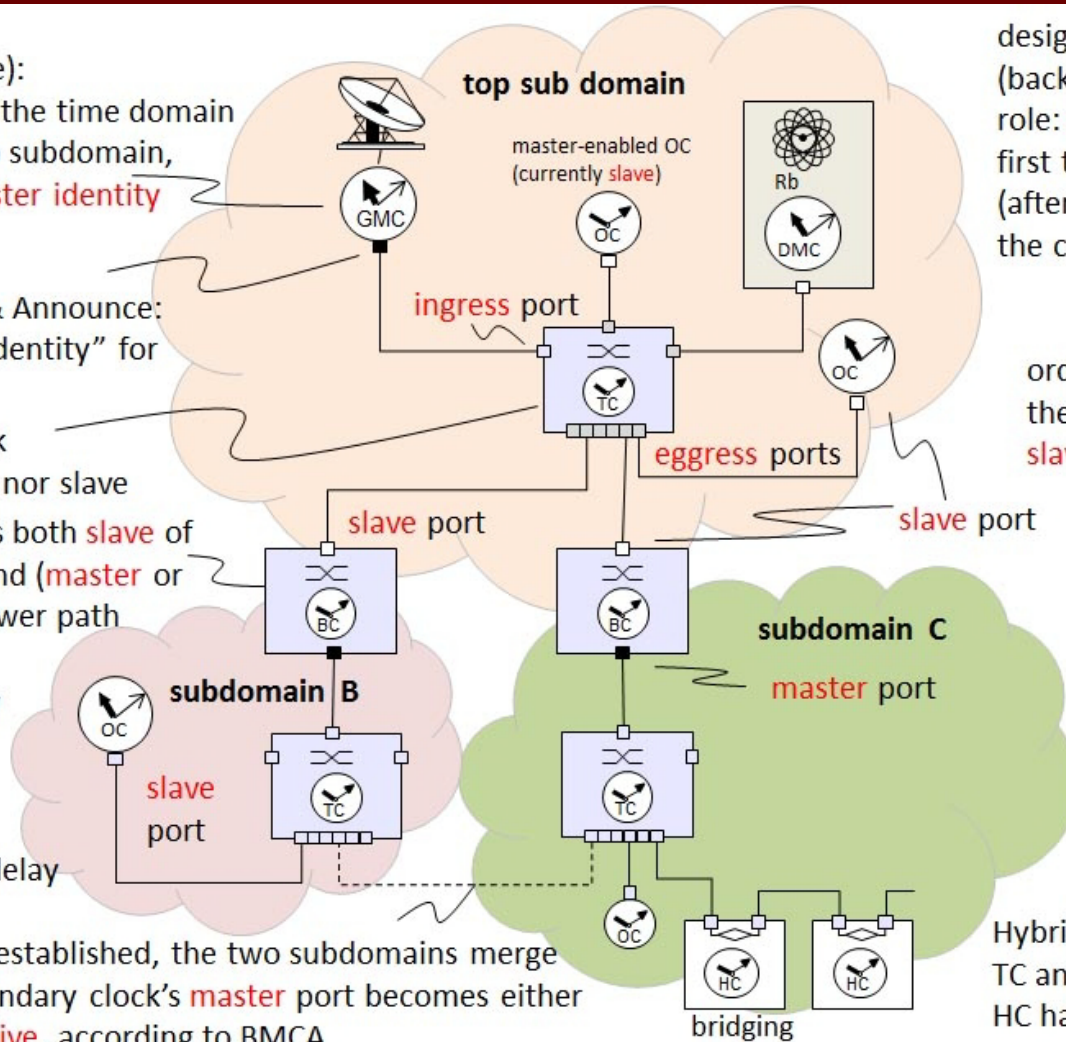 e):
the time domain
subdomain,
ster identity
& Announce:
dentity” for
k
nor slave
s both slave of
nd (master or
wer path
delay
established, the two subdomains merge
ndary clock's master port becomes either
ive, according to BMCA
top sub domain
master-enabled OC
(currently slave)
GMC
OC
Rb
DMC
ingress port
TC
OC
eggress ports
slave port
slave port
BC
BC
subdomain B
OC
slave
port
TC
subdomain C
master port
TC
OC
HC
HC
bridging
desig
(back
role:
first t
(after
the c
ord
the
slav
Hybri
TC an
HC ha